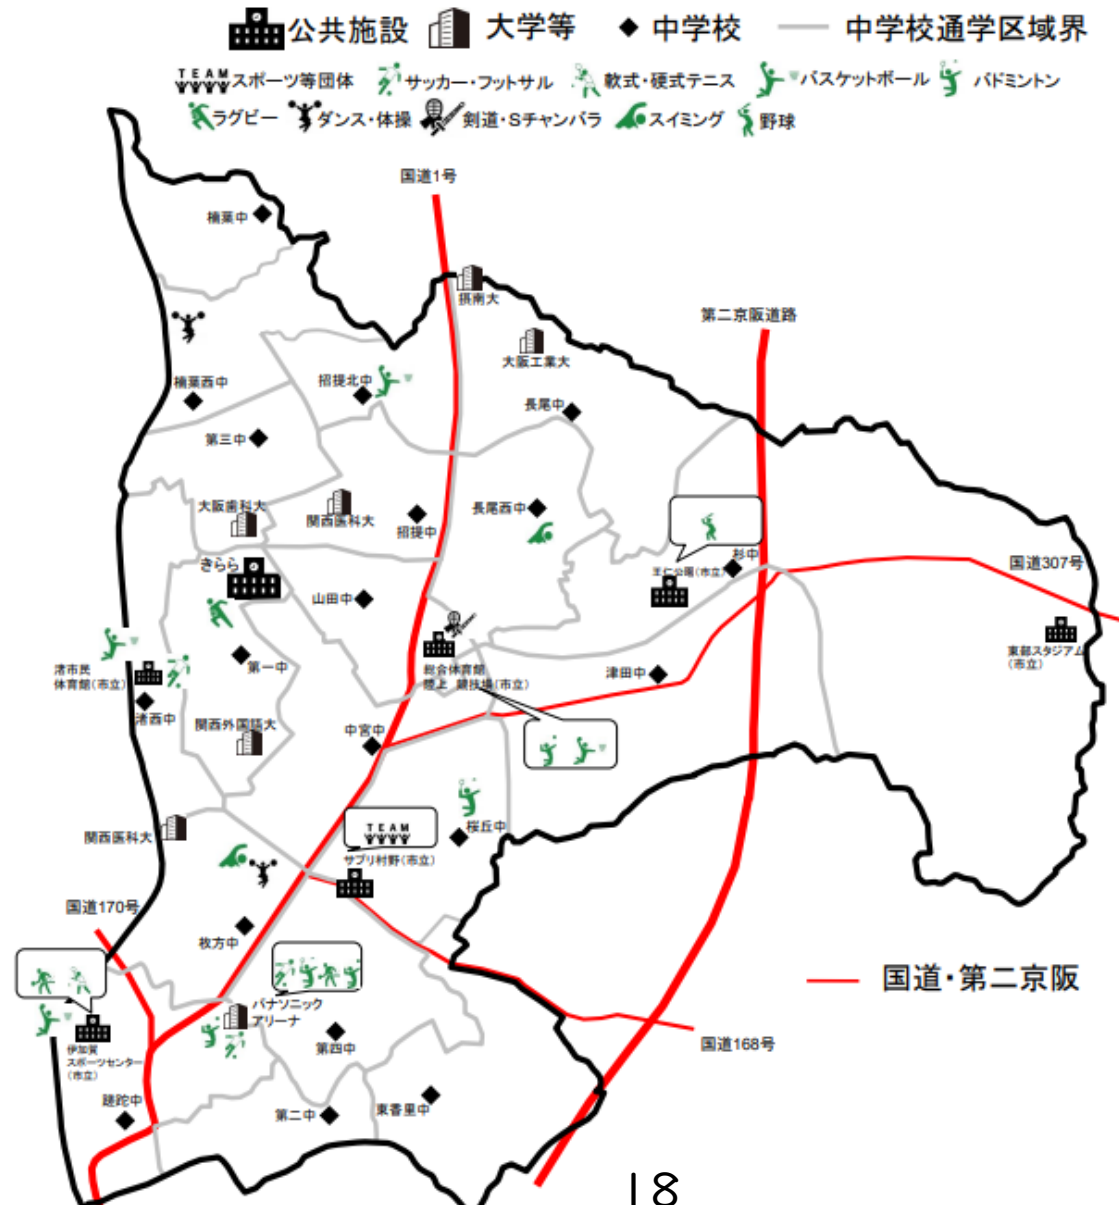 公共施設 大学等 中学校 中学校通学区域界
TEAM スポーツ等団体 サッカー・フットサル 軟式・硬式テニス バスケットボール バドミントン
ラグビー ダンス・体操 剣道・Sチャンバラ スイミング 野球
国道1号
楠葉中
摂南大
第二京阪道路
大阪工業大
楠葉西中
招提北中
長尾中
第三中
大阪歯科大
関西医科大
招提中
長尾西中
きらら
杉中
王仁公園(市立)
国道307号
山田中
東部スタジアム
(市立)
第一中
渚市民
体育館(市立)
総合体育館
陸上 競技場(市立)
津田中
渚西中
関西外国語大
中宮中
関西医科大
TEAM
桜丘中
サプリ村野(市立)
国道170号
枚方中
国道・第二京阪
パナソニック
アリーナ
伊加賀
スポーツセンター
(市立)
第四中
国道168号
蹉跎中
第二中
東香里中
18